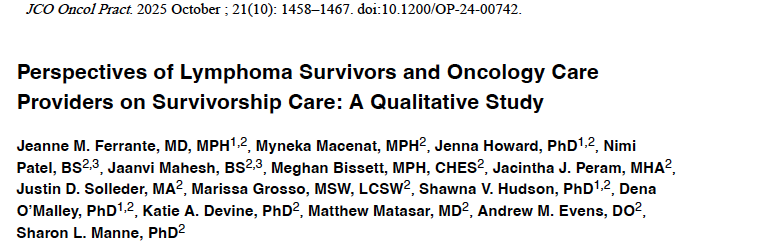 JCO Oncol Pract. 2025 October ; 21(10): 1458–1467. doi:10.1200/OP-24-00742.
Perspectives of Lymphoma Survivors and Oncology Care
Providers on Survivorship Care: A Qualitative Study
Jeanne M. Ferrante, MD, MPH1,2, Myneka Macenat, MPH2, Jenna Howard, PhD1,2, Nimi
Patel, BS2,3, Jaanvi Mahesh, BS2,3, Meghan Bissett, MPH, CHES2, Jacintha J. Peram, MHA2,
Justin D. Solleder, MA2, Marissa Grosso, MSW, LCSW2, Shawna V. Hudson, PhD1,2, Dena
O’Malley, PhD1,2, Katie A. Devine, PhD2, Matthew Matasar, MD2, Andrew M. Evens, DO2,
Sharon L. Manne, PhD2